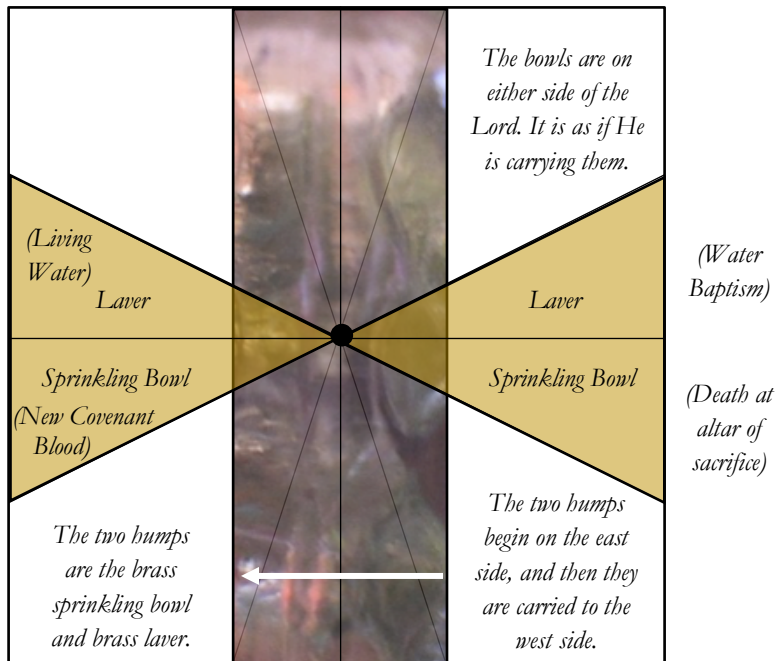 The bowls are on
either side of the
Lord. It is as if He
is carrying them.
(Living
Water)
Laver
Laver
(Water
Baptism)
Sprinkling Bowl
(New Covenant
Blood)
Sprinkling Bowl
(Death at
altar of
sacrifice)
The two humps
are the brass
sprinkling bowl
and brass laver.
The two humps
begin on the east
side, and then they
are carried to the
west side.